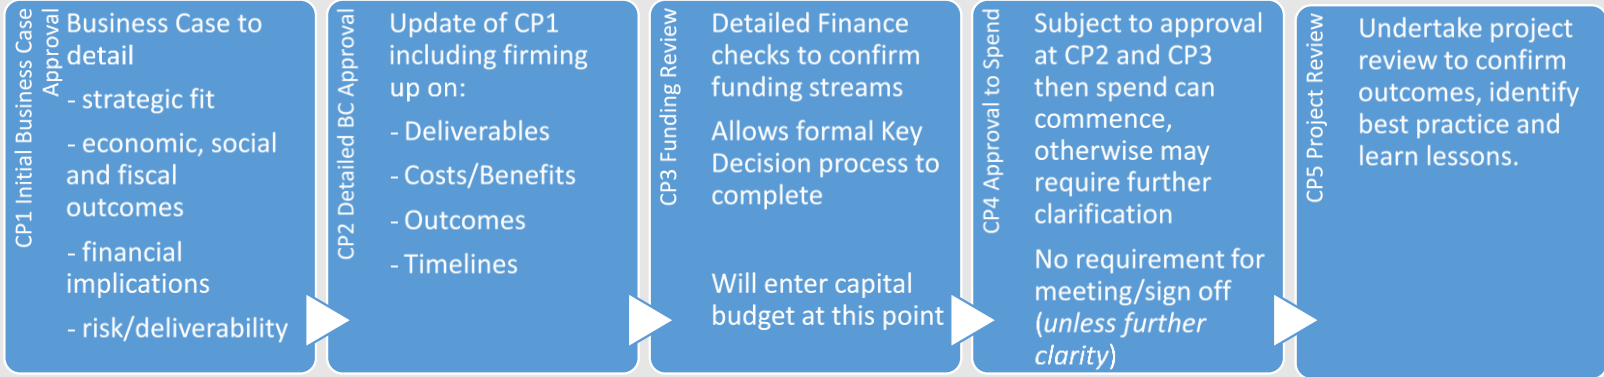 CP1 Initial Business Case
Approval
Business Case to
detail
- strategic fit
- economic, social
and fiscal
outcomes
- financial
implications
- risk/deliverability
CP2 Detailed BC Approval
Update of CP1
including firming
up on:
- Deliverables
- Costs/Benefits
- Outcomes
- Timelines
CP3 Funding Review
Detailed Finance
checks to confirm
funding streams
Allows formal Key
Decision process to
complete
Will enter capital
budget at this point
CP4 Approval to Spend
Subject to approval
at CP2 and CP3
then spend can
commence,
otherwise may
require further
clarification
No requirement for
meeting/sign off
(unless further
clarity)
CP5 Project Review
Undertake project
review to confirm
outcomes, identify
best practice and
learn lessons.